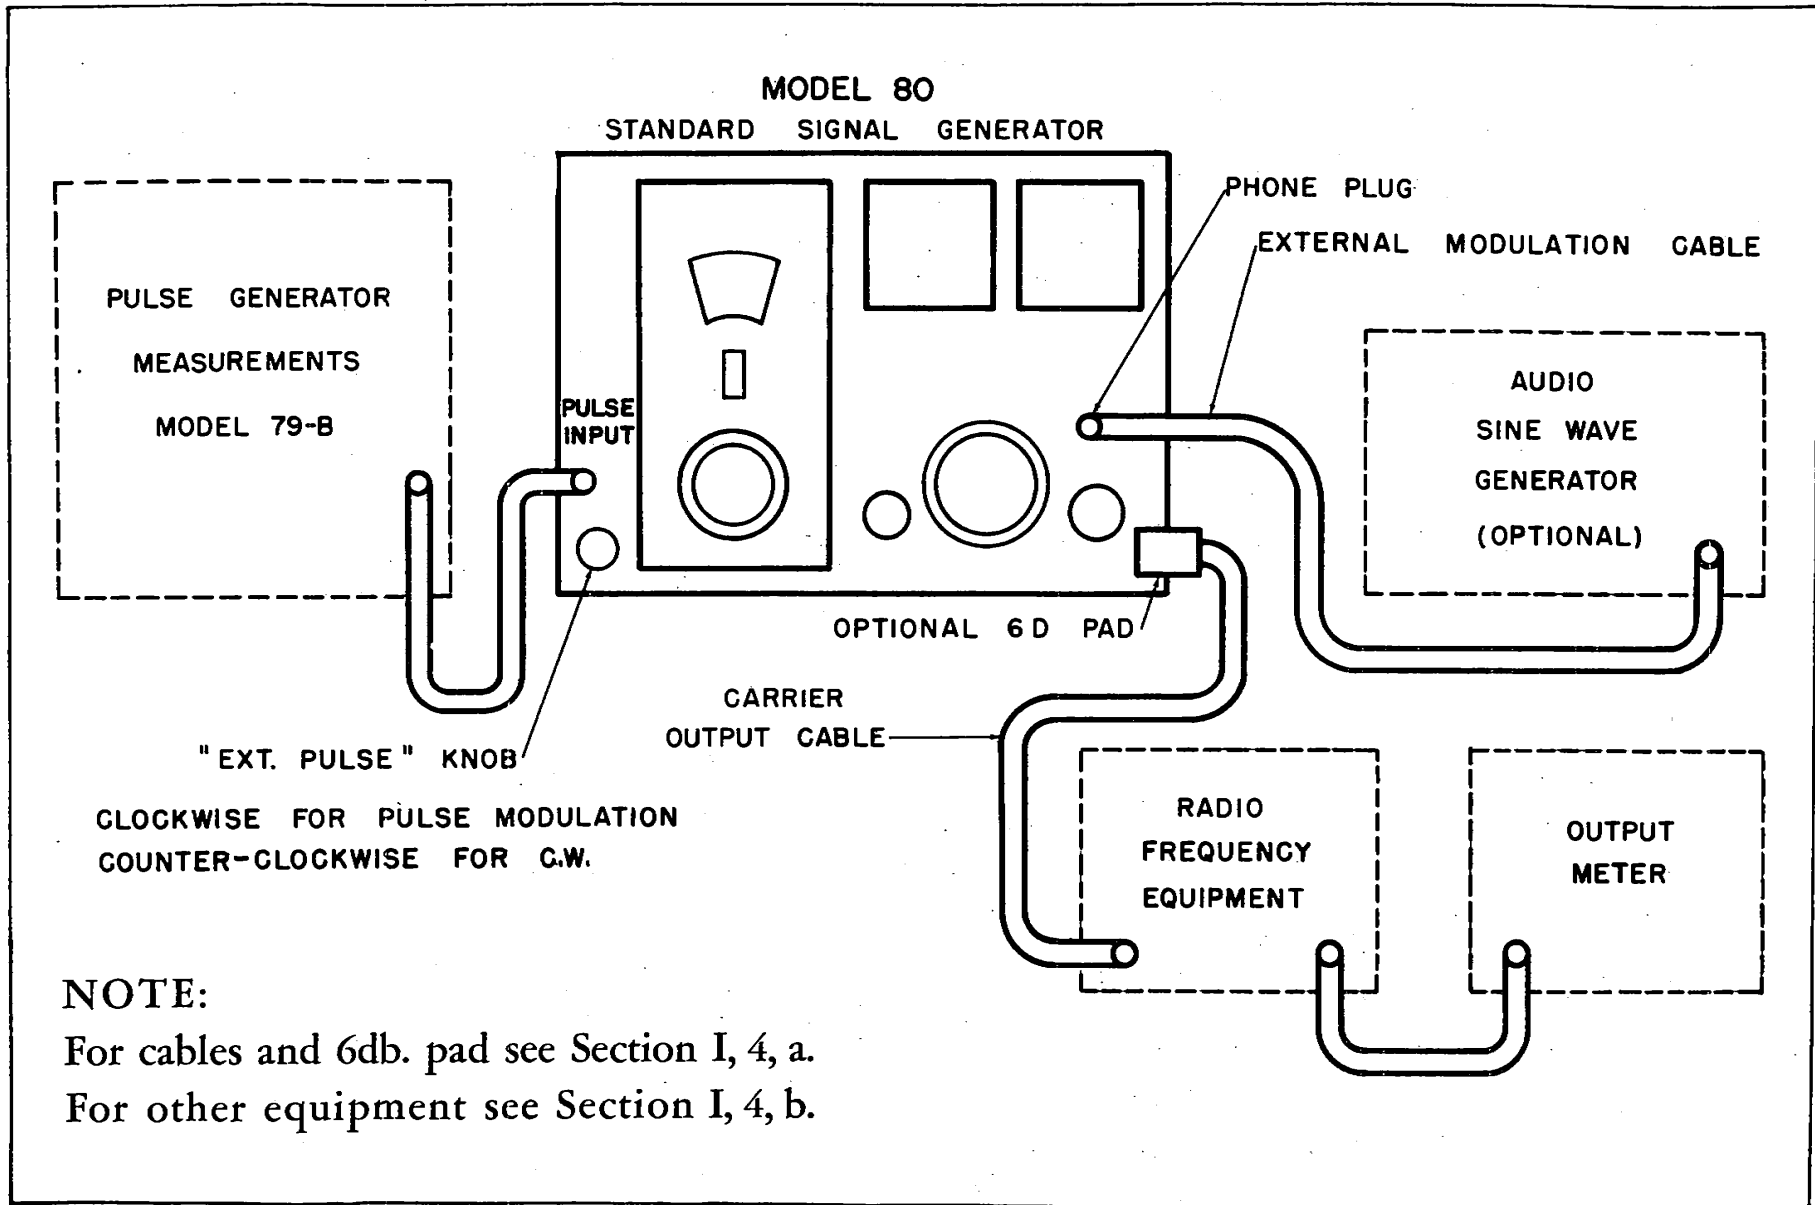 MODEL 80
STANDARD SIGNAL GENERATOR
PULSE GENERATOR
MEASUREMENTS
MODEL 79-B
PULSE
INPUT
PHONE PLUG
EXTERNAL MODULATION CABLE
AUDIO
SINE WAVE
GENERATOR
(OPTIONAL)
OPTIONAL 6 D PAD
CARRIER
OUTPUT CABLE
"EXT. PULSE" KNOB
CLOCKWISE FOR PULSE MODULATION
COUNTER-CLOCKWISE FOR C.W.
RADIO
FREQUENCY
EQUIPMENT
OUTPUT
METER
NOTE:
For cables and 6db. pad see Section I, 4, a.
For other equipment see Section I, 4, b.